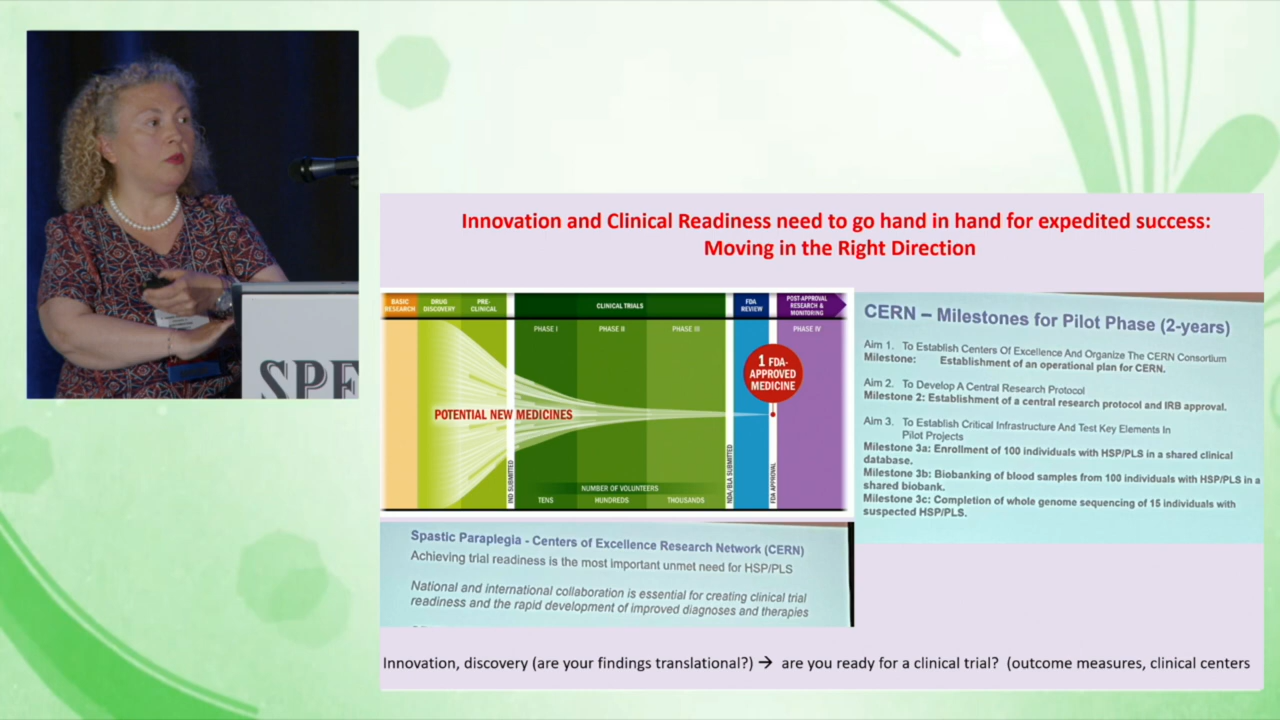 SPF
Innovation and Clinical Readiness need to go hand in hand for expedited success:
Moving in the Right Direction
BASIC
RESEARCH
DRUG
DISCOVERY
PRE-
CLINICAL
CLINICAL TRIALS
FDA
REVIEW
POST-APPROVAL
RESEARCH &
MONITORING
PHASE I
PHASE II
PHASE III
PHASE IV
1 FDA-
APPROVED
MEDICINE
POTENTIAL NEW MEDICINES
IND SUBMITTED
NDA/BLA SUBMITTED
FDA APPROVAL
NUMBER OF VOLUNTEERS
TENS
HUNDREDS
THOUSANDS
CERN – Milestones for Pilot Phase (2-years)
Aim 1. To Establish Centers Of Excellence And Organize The CERN Consortium
Milestone: Establishment of an operational plan for CERN.
Aim 2. To Develop A Central Research Protocol
Milestone 2: Establishment of a central research protocol and IRB approval.
Aim 3. To Establish Critical Infrastructure And Test Key Elements In
Pilot Projects
Milestone 3a: Enrollment of 100 individuals with HSP/PLS in a shared clinical
database.
Milestone 3b: Biobanking of blood samples from 100 individuals with HSP/PLS in a
shared biobank.
Milestone 3c: Completion of whole genome sequencing of 15 individuals with
suspected HSP/PLS.
Spastic Paraplegia - Centers of Excellence Research Network (CERN)
Achieving trial readiness is the most important unmet need for HSP/PLS
National and international collaboration is essential for creating clinical trial
readiness and the rapid development of improved diagnoses and therapies
Innovation, discovery (are your findings translational?) → are you ready for a clinical trial? (outcome measures, clinical centers